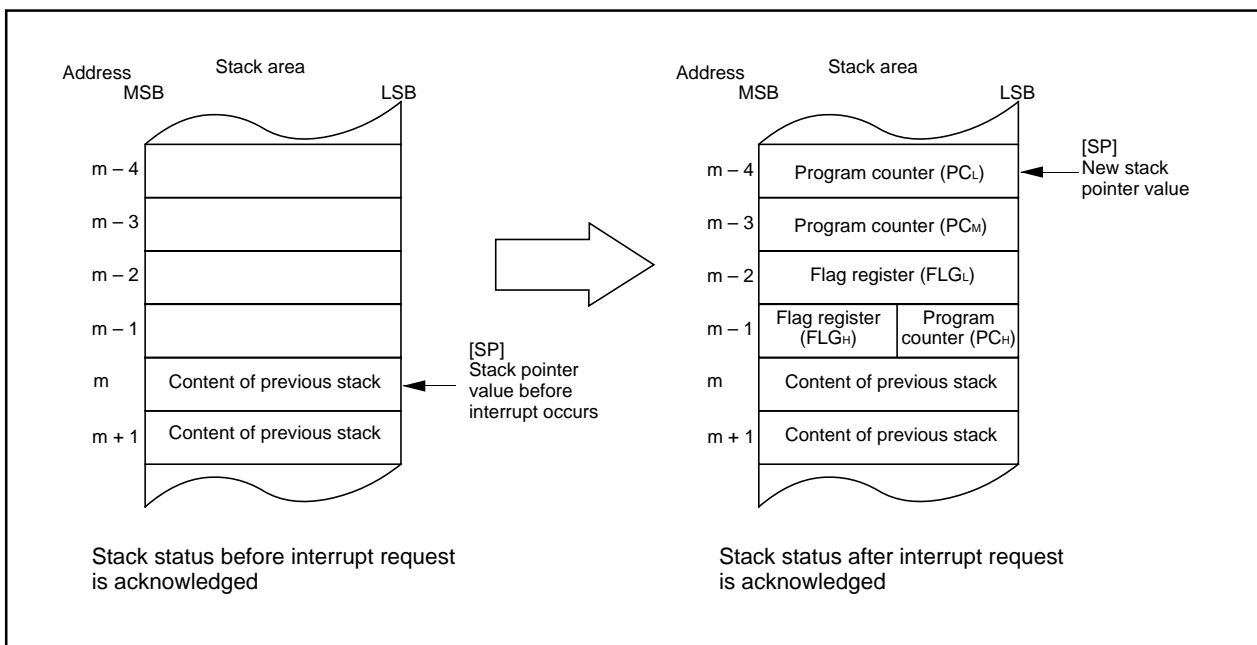 Address
Stack area
MSB
LSB
m – 4
m – 3
m – 2
m – 1
m
Content of previous stack
m + 1
Content of previous stack
[SP]
Stack pointer
value before
interrupt occurs
Stack status before interrupt request
is acknowledged
Address
Stack area
MSB
LSB
m – 4
Program counter (PCL)
[SP]
New stack
pointer value
m – 3
Program counter (PCM)
m – 2
Flag register (FLGL)
m – 1
Flag register
(FLGH)
Program
counter (PCH)
m
Content of previous stack
m + 1
Content of previous stack
Stack status after interrupt request
is acknowledged